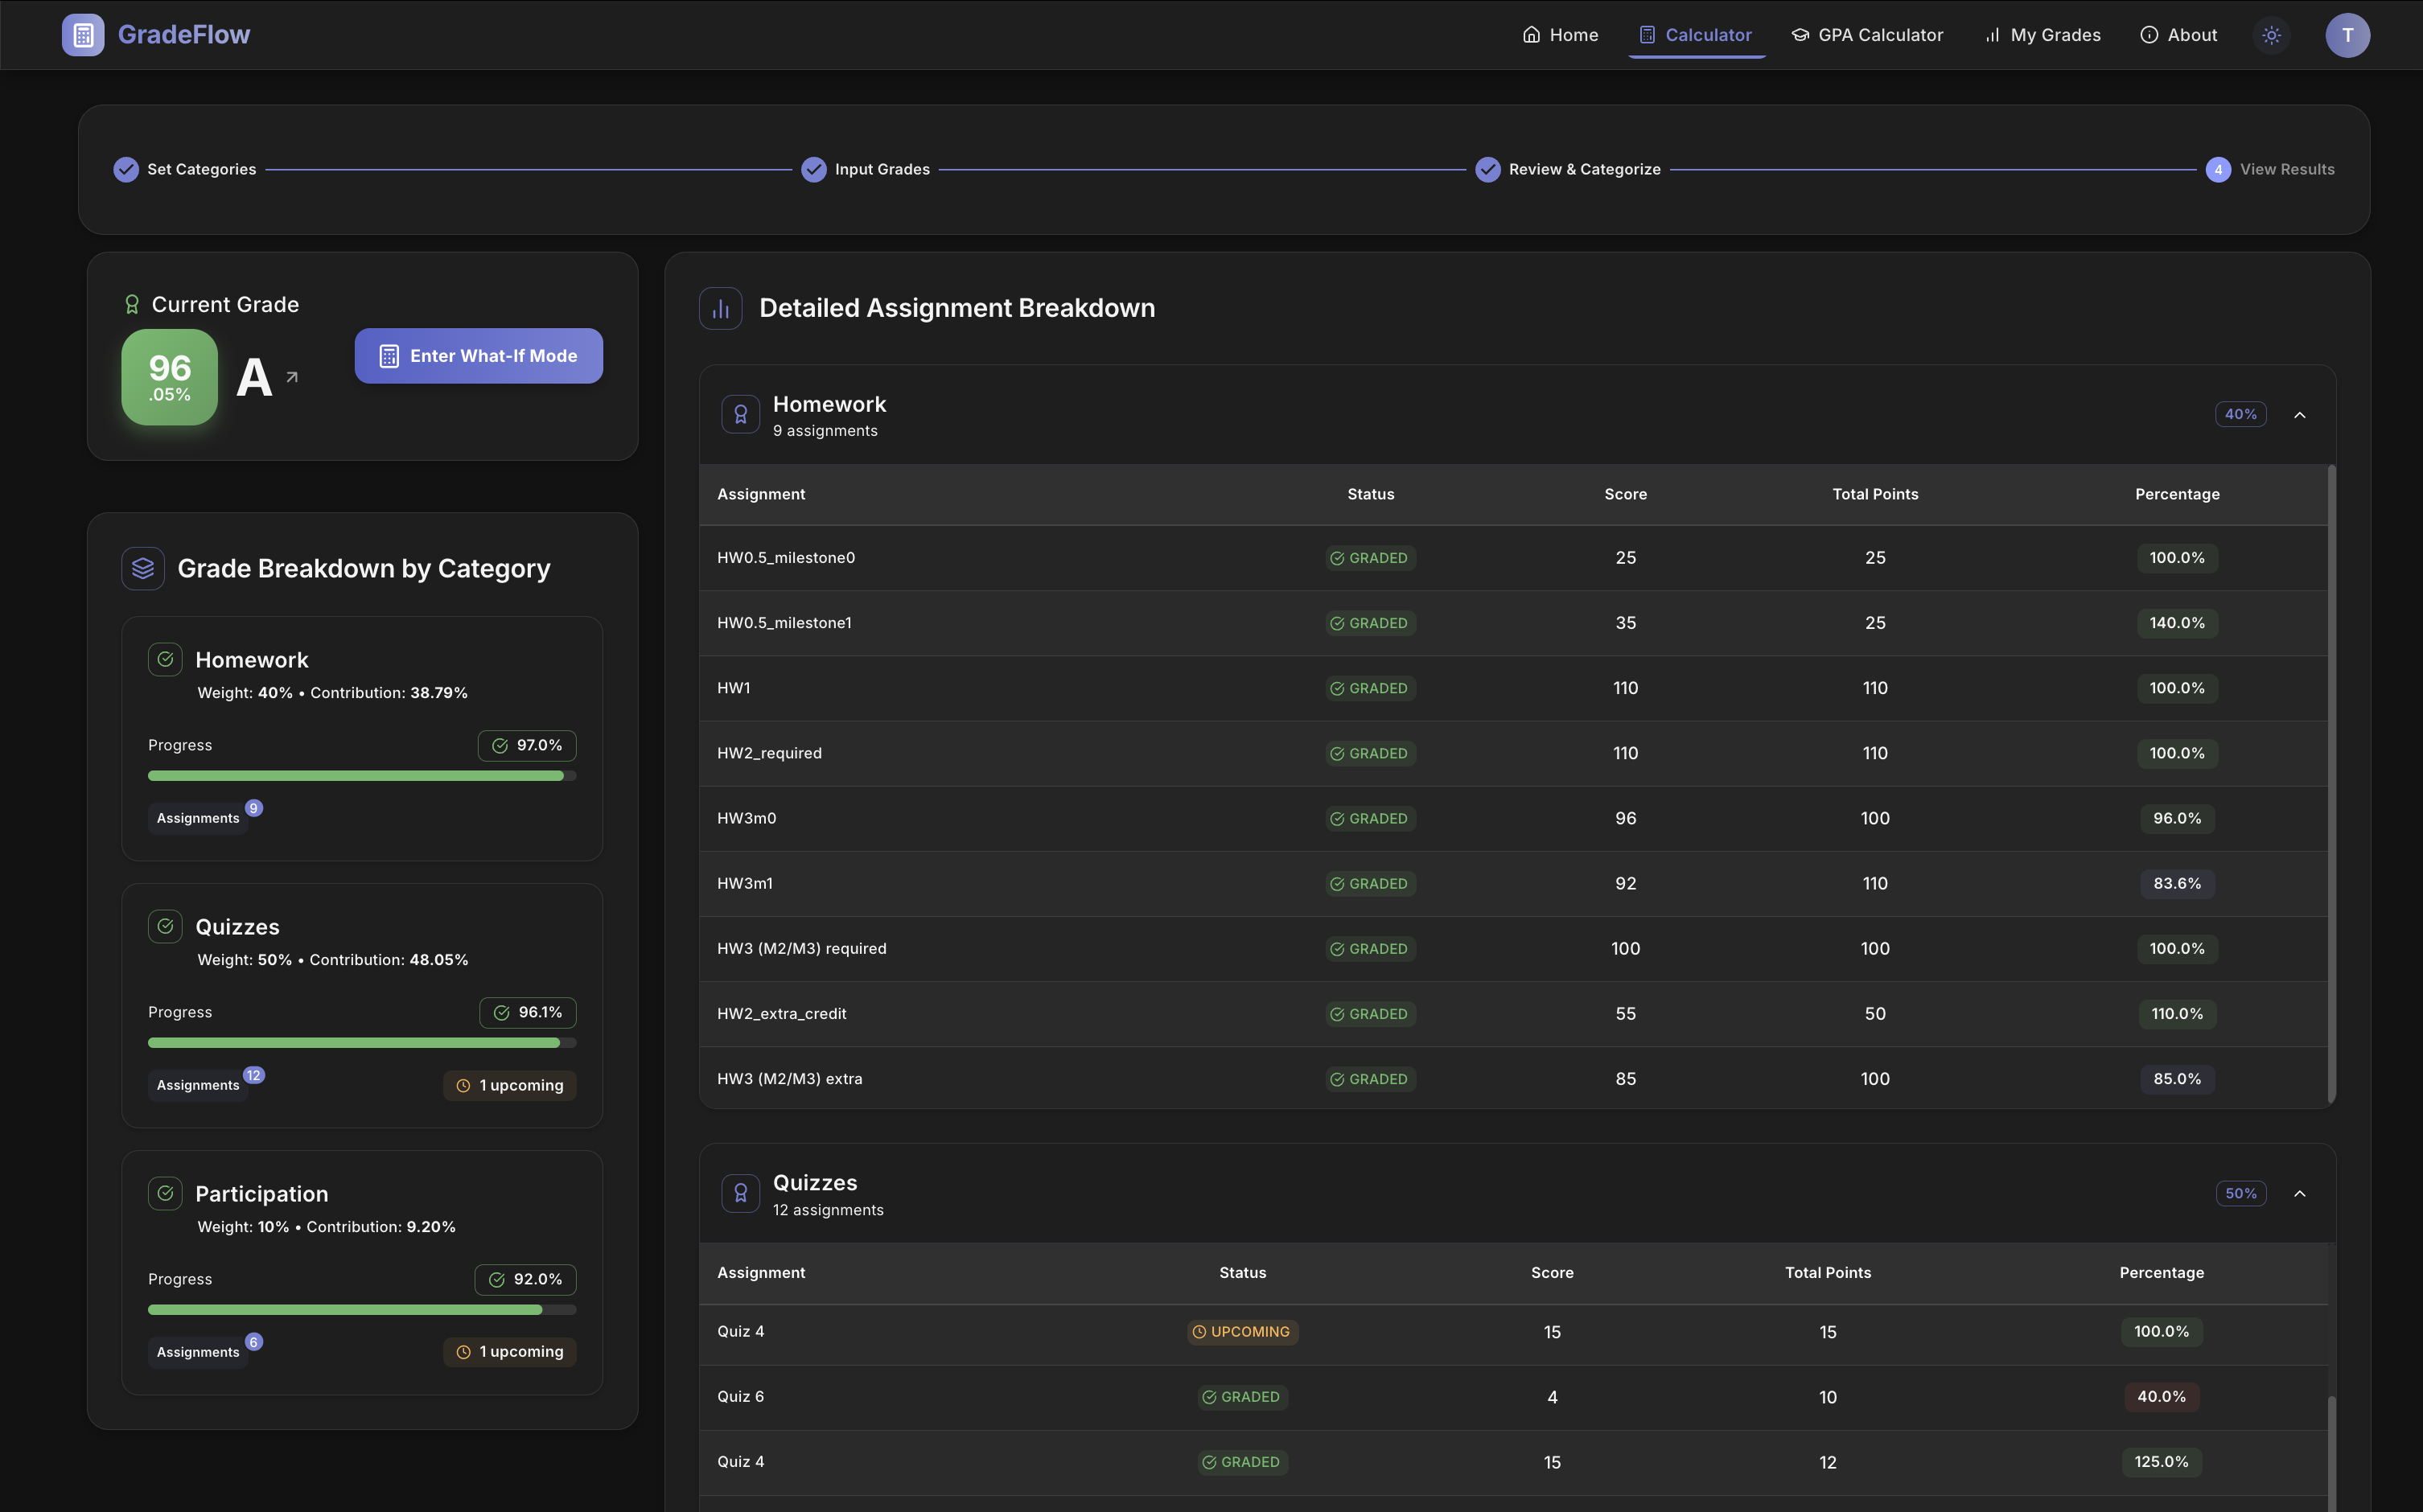 GradeFlow
Home
Calculator
GPA Calculator
My Grades
About
T
Set Categories
Input Grades
Review & Categorize
4 View Results
Current Grade
96
.05%
A
Enter What-If Mode
Grade Breakdown by Category
Homework
Weight: 40% • Contribution: 38.79%
Progress 97.0%
Assignments 9
Quizzes
Weight: 50% • Contribution: 48.05%
Progress 96.1%
Assignments 12 1 upcoming
Participation
Weight: 10% • Contribution: 9.20%
Progress 92.0%
Assignments 6 1 upcoming
Detailed Assignment Breakdown
Homework
9 assignments
40%
Assignment Status Score Total Points Percentage
HW0.5_milestone0 GRADED 25 25 100.0%
HW0.5_milestone1 GRADED 35 25 140.0%
HW1 GRADED 110 110 100.0%
HW2_required GRADED 110 110 100.0%
HW3m0 GRADED 96 100 96.0%
HW3m1 GRADED 92 110 83.6%
HW3 (M2/M3) required GRADED 100 100 100.0%
HW2_extra_credit GRADED 55 50 110.0%
HW3 (M2/M3) extra GRADED 85 100 85.0%
Quizzes
12 assignments
50%
Assignment Status Score Total Points Percentage
Quiz 4 UPCOMING 15 15 100.0%
Quiz 6 GRADED 4 10 40.0%
Quiz 4 GRADED 15 12 125.0%